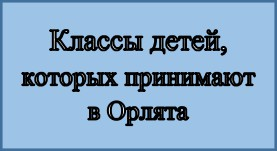 Классы детей,
которых принимают
в Орлята